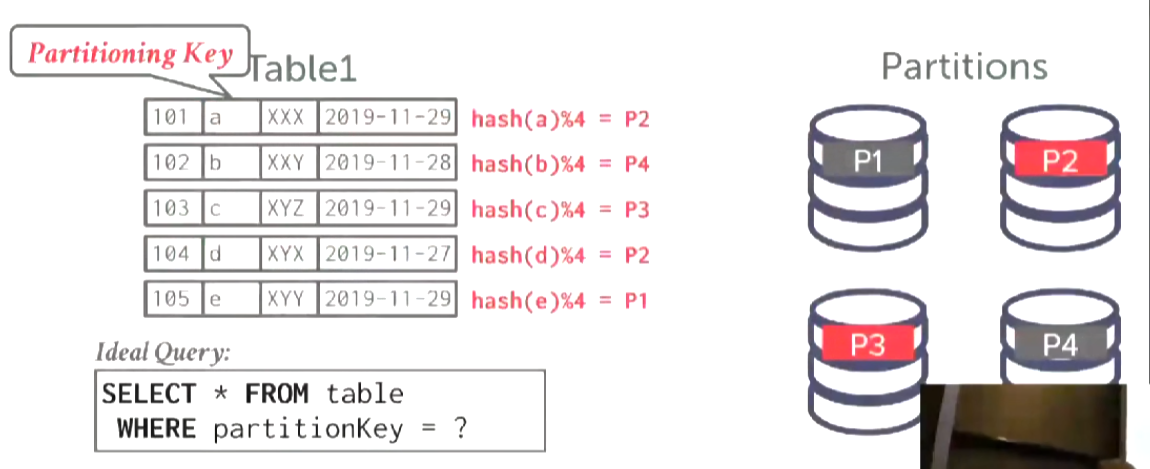 Partitioning Key
Table1
Partitions
101 a XXX 2019-11-29 hash(a)%4 = P2
102 b XXY 2019-11-28 hash(b)%4 = P4
103 c XYZ 2019-11-29 hash(c)%4 = P3
104 d XYX 2019-11-27 hash(d)%4 = P2
105 e XYY 2019-11-29 hash(e)%4 = P1
P1
P2
P3
P4
Ideal Query:
SELECT * FROM table
WHERE partitionKey = ?